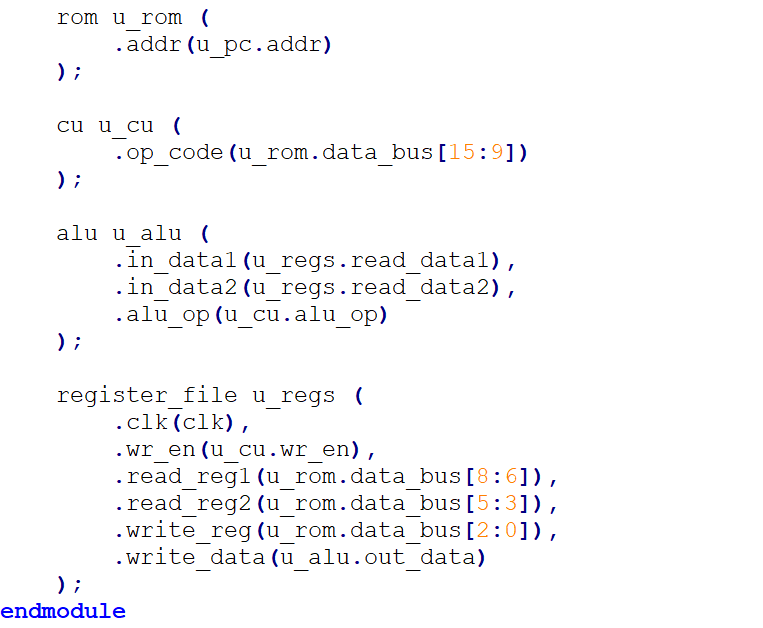 rom u_rom (
.addr(u_pc.addr)
);
cu u_cu (
.op_code(u_rom.data_bus[15:9])
);
alu u_alu (
.in_data1(u_regs.read_data1),
.in_data2(u_regs.read_data2),
.alu_op(u_cu.alu_op)
);
register_file u_regs (
.clk(clk),
.wr_en(u_cu.wr_en),
.read_reg1(u_rom.data_bus[8:6]),
.read_reg2(u_rom.data_bus[5:3]),
.write_reg(u_rom.data_bus[2:0]),
.write_data(u_alu.out_data)
);
endmodule